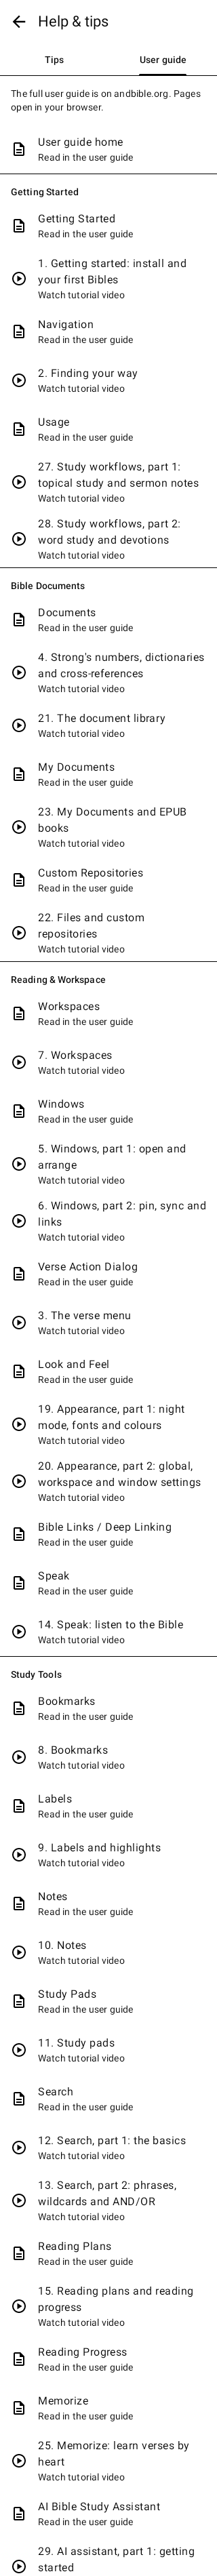 Help & tips
Tips
User guide
The full user guide is on andbible.org. Pages
open in your browser.
User guide home
Read in the user guide
Getting Started
Getting Started
Read in the user guide
1. Getting started: install and
your first Bibles
Watch tutorial video
Navigation
Read in the user guide
2. Finding your way
Watch tutorial video
Usage
Read in the user guide
27. Study workflows, part 1:
topical study and sermon notes
Watch tutorial video
28. Study workflows, part 2:
word study and devotions
Watch tutorial video
Bible Documents
Documents
Read in the user guide
4. Strong's numbers, dictionaries
and cross-references
Watch tutorial video
21. The document library
Watch tutorial video
My Documents
Read in the user guide
23. My Documents and EPUB
books
Watch tutorial video
Custom Repositories
Read in the user guide
22. Files and custom
repositories
Watch tutorial video
Reading & Workspace
Workspaces
Read in the user guide
7. Workspaces
Watch tutorial video
Windows
Read in the user guide
5. Windows, part 1: open and
arrange
Watch tutorial video
6. Windows, part 2: pin, sync and
links
Watch tutorial video
Verse Action Dialog
Read in the user guide
3. The verse menu
Watch tutorial video
Look and Feel
Read in the user guide
19. Appearance, part 1: night
mode, fonts and colours
Watch tutorial video
20. Appearance, part 2: global,
workspace and window settings
Watch tutorial video
Bible Links / Deep Linking
Read in the user guide
Speak
Read in the user guide
14. Speak: listen to the Bible
Watch tutorial video
Study Tools
Bookmarks
Read in the user guide
8. Bookmarks
Watch tutorial video
Labels
Read in the user guide
9. Labels and highlights
Watch tutorial video
Notes
Read in the user guide
10. Notes
Watch tutorial video
Study Pads
Read in the user guide
11. Study pads
Watch tutorial video
Search
Read in the user guide
12. Search, part 1: the basics
Watch tutorial video
13. Search, part 2: phrases,
wildcards and AND/OR
Watch tutorial video
Reading Plans
Read in the user guide
15. Reading plans and reading
progress
Watch tutorial video
Reading Progress
Read in the user guide
Memorize
Read in the user guide
25. Memorize: learn verses by
heart
Watch tutorial video
AI Bible Study Assistant
Read in the user guide
29. AI assistant, part 1: getting
started